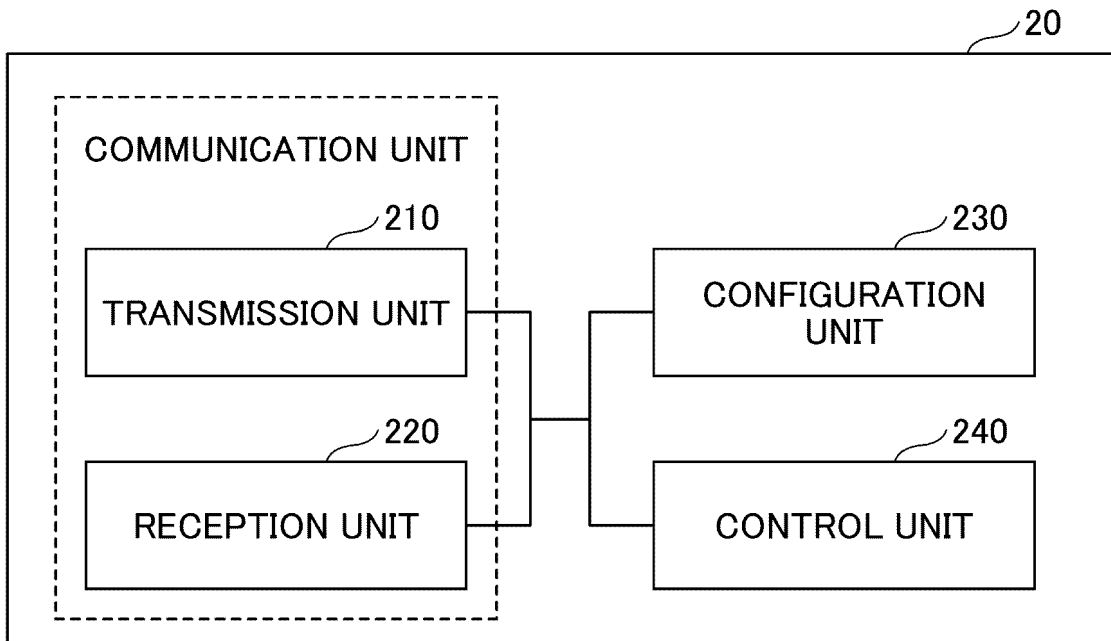 20
COMMUNICATION UNIT
210
TRANSMISSION UNIT
220
RECEPTION UNIT
230
CONFIGURATION
UNIT
240
CONTROL UNIT